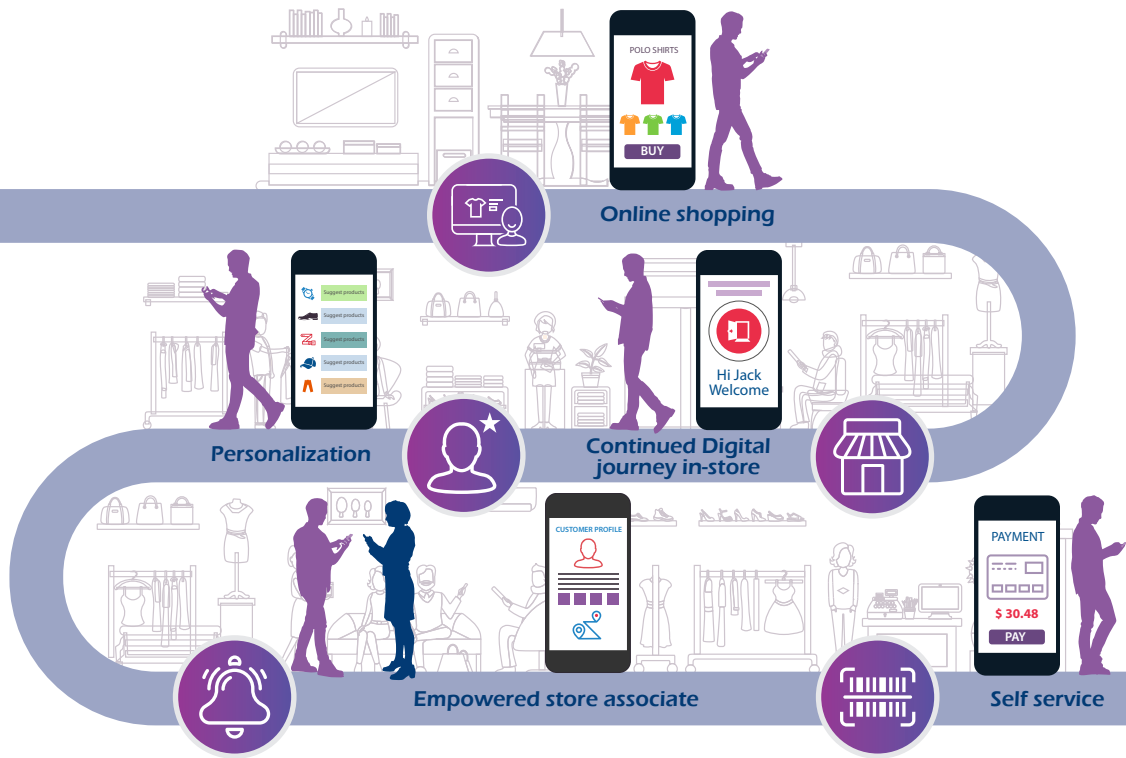 POLO SHIRTS
BUY
Online shopping
Hi Jack
Welcome
Continued Digital
journey in-store
Suggest products
Suggest products
Suggest products
Suggest products
Suggest products
Personalization
CUSTOMER PROFILE
Empowered store associate
PAYMENT
$ 30.48
PAY
Self service